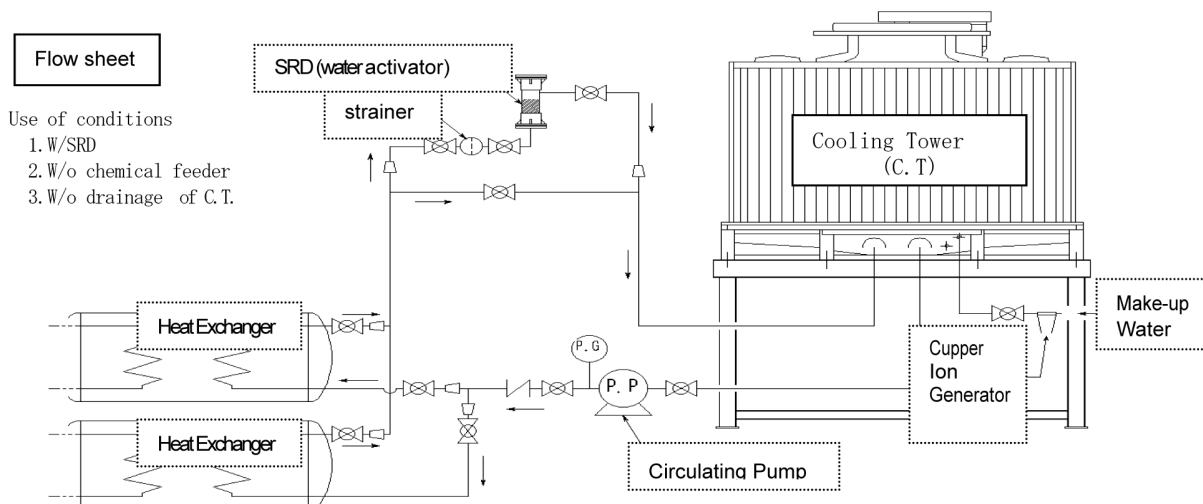 Flow sheet
Use of conditions
1. W/SRD
2. W/o chemical feeder
3. W/o drainage of C.T.
SRD (water activator)
strainer
Cooling Tower
(C.T)
Heat Exchanger
Heat Exchanger
P.G
P.P
Circulating Pump
Cupper
Ion
Generator
Make-up
Water